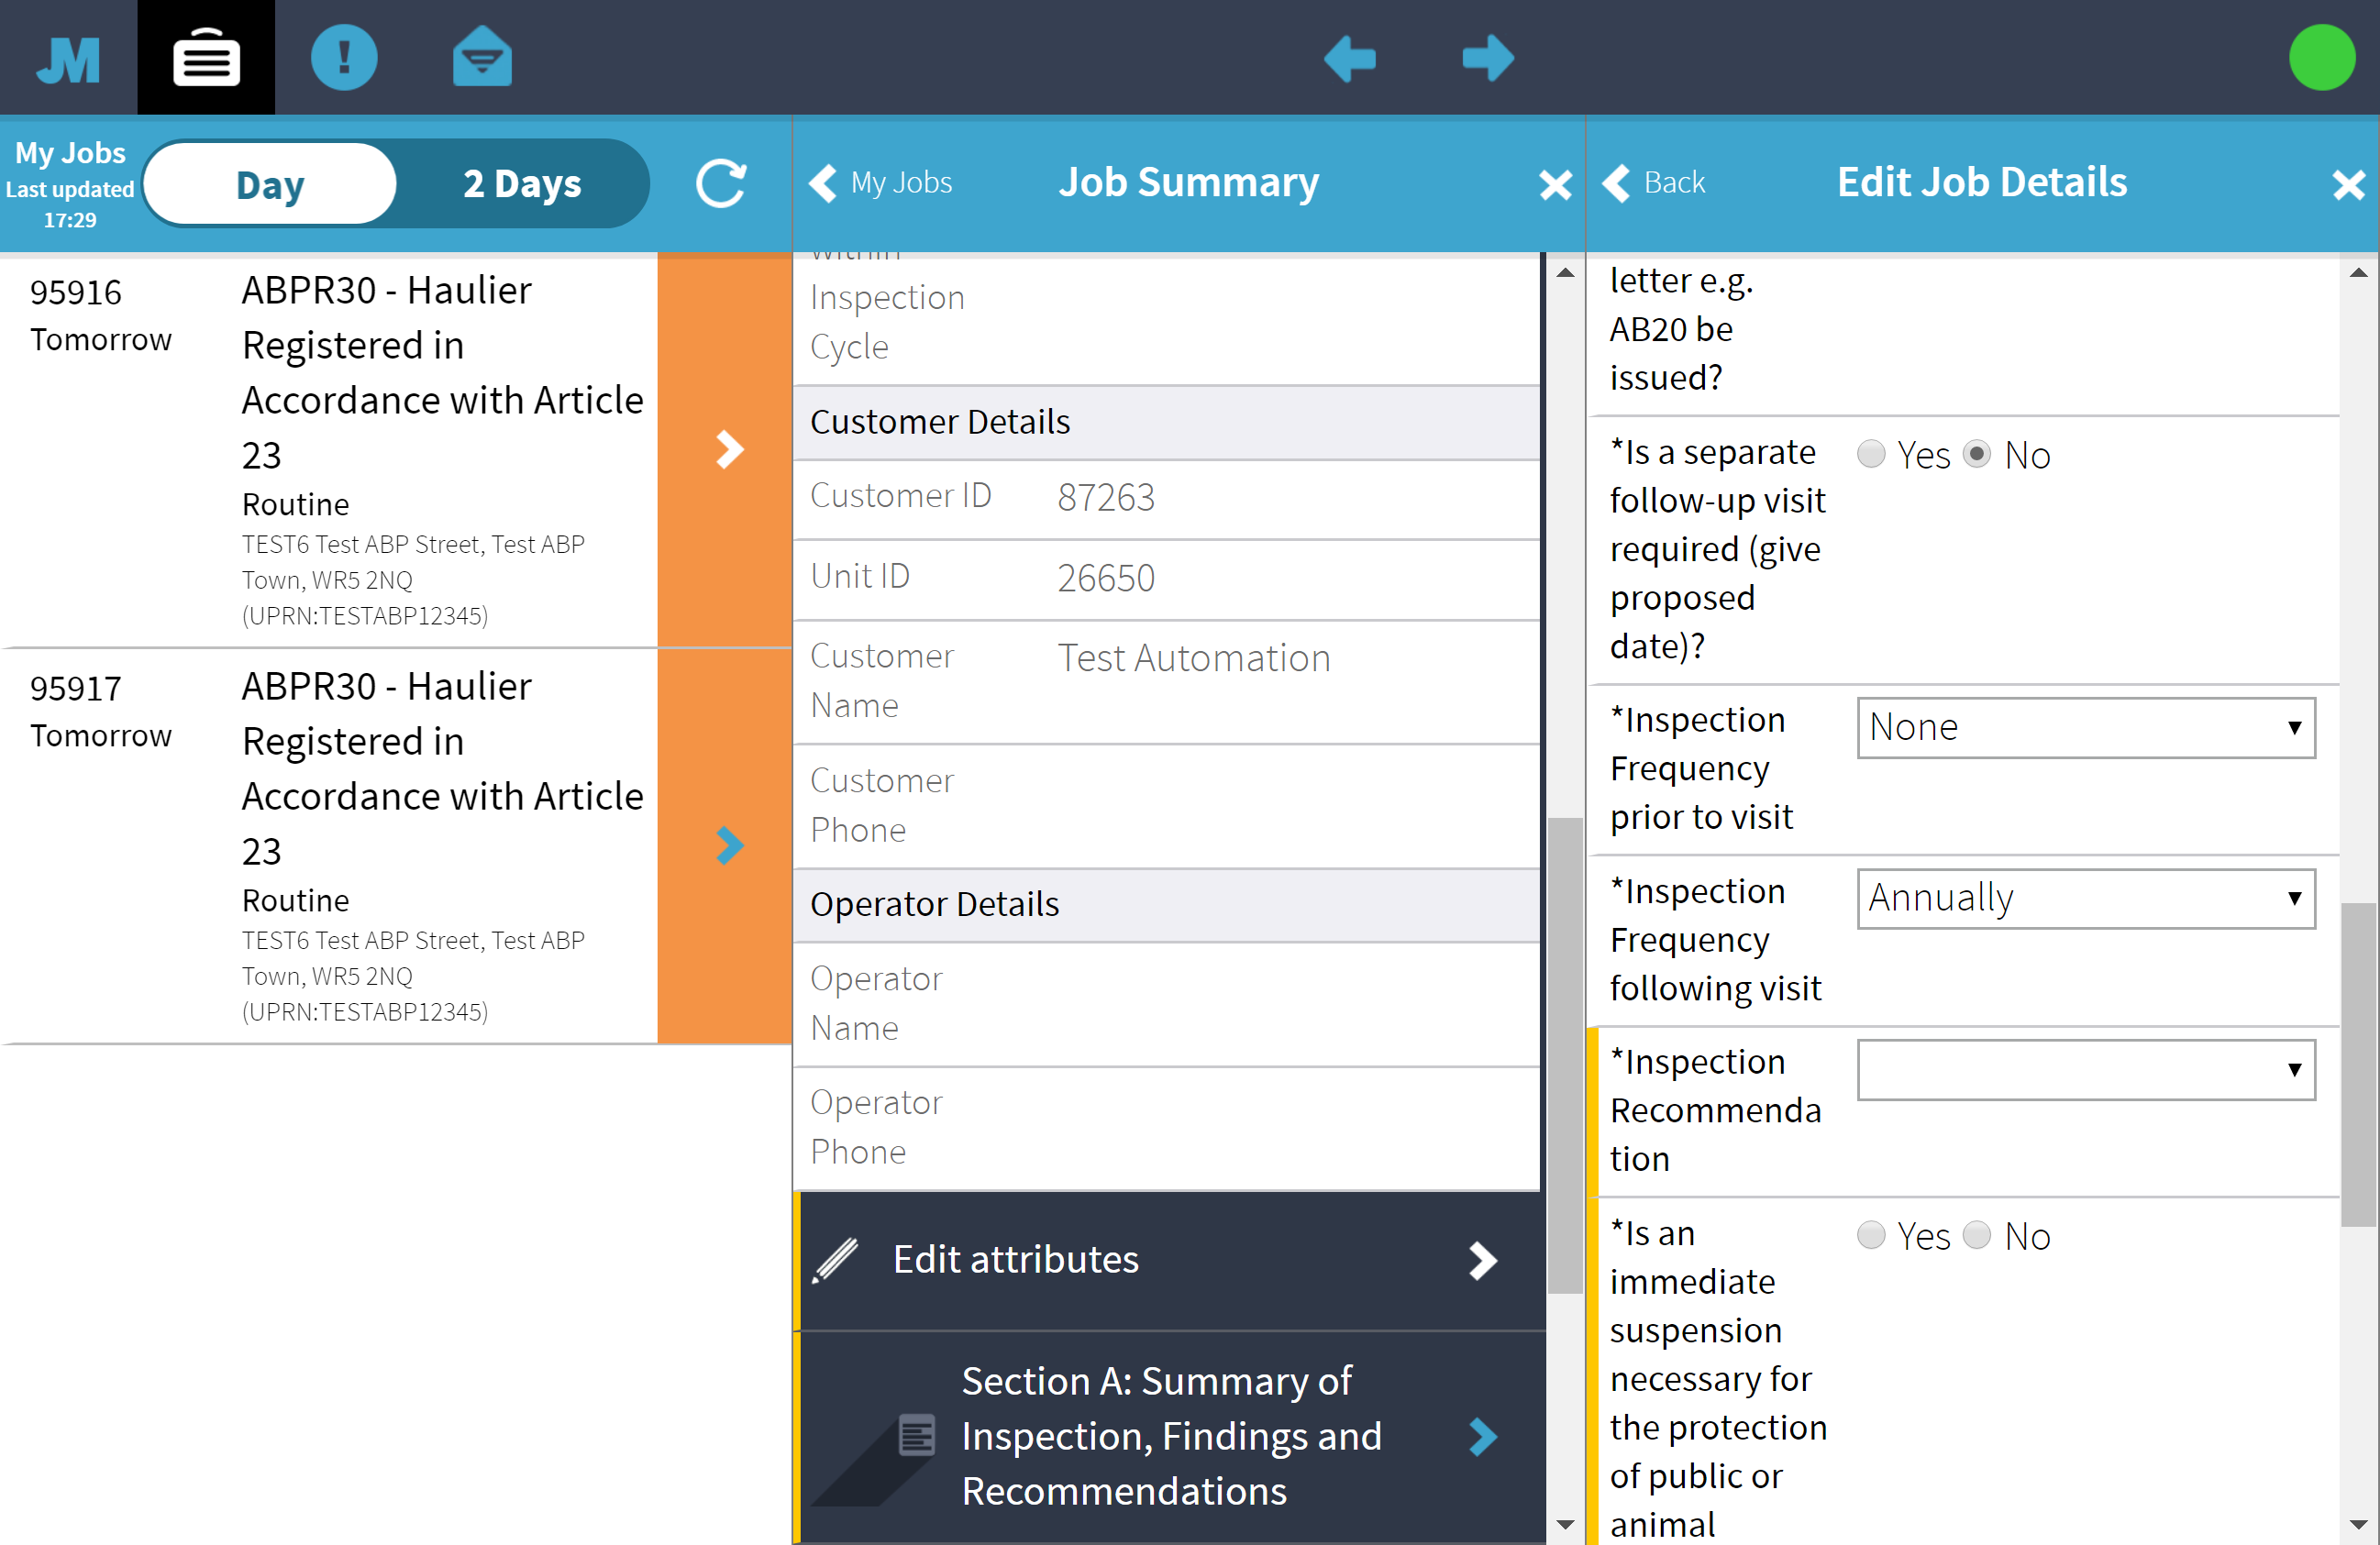 JM
My Jobs
Last updated
17:29
Day
2 Days
My Jobs
Job Summary
Back
Edit Job Details
95916
Tomorrow
ABPR30 - Haulier
Registered in
Accordance with Article
23
Routine
TEST6 Test ABP Street, Test ABP
Town, WR5 2NQ
(UPRN:TESTABP12345)
95917
Tomorrow
ABPR30 - Haulier
Registered in
Accordance with Article
23
Routine
TEST6 Test ABP Street, Test ABP
Town, WR5 2NQ
(UPRN:TESTABP12345)
Within
Inspection
Cycle
Customer Details
Customer ID 87263
Unit ID 26650
Customer Test Automation
Name
Customer
Phone
Operator Details
Operator
Name
Operator
Phone
Edit attributes
Section A: Summary of
Inspection, Findings and
Recommendations
letter e.g.
AB20 be
issued?
*Is a separate Yes No
follow-up visit
required (give
proposed
date)?
*Inspection None
Frequency
prior to visit
*Inspection Annually
Frequency
following visit
*Inspection
Recommenda
tion
*Is an Yes No
immediate
suspension
necessary for
the protection
of public or
animal